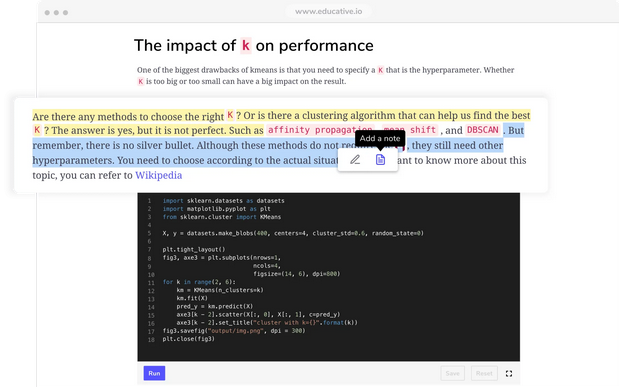 www.educative.io
The impact of k on performance
One of the biggest drawbacks of kmeans is that you need to specify a K that is the hyperparameter. Whether
K is too big or too small can have a big impact on the result.
Are there any methods to choose the right K ? Or is there a clustering algorithm that can help us find the best
K ? The answer is yes, but it is not perfect. Such as affinity propagation, mean shift , and DBSCAN . But
Add a note
remember, there is no silver bullet. Although these methods do not , they still need other
hyperparameters. You need to choose according to the actual to know more about this
topic, you can refer to Wikipedia
1 import sklearn.datasets as datasets
2 import matplotlib.pyplot as plt
3 from sklearn.cluster import KMeans
4
5 X, y = datasets.make_blobs(400, centers=4, cluster_std=0.6, random_state=0)
6
7 plt.tight_layout()
8 fig3, axe3 = plt.subplots(nrows=1,
9 ncols=4,
10 figsize=(14, 6), dpi=800)
11 for k in range(2, 6):
12 km = KMeans(n_clusters=k)
13 km.fit(X)
14 pred_y = km.predict(X)
15 axe3[k - 2].scatter(X[:, 0], X[:, 1], c=pred_y)
16 axe3[k - 2].set_title("cluster with k={}".format(k))
17 fig3.savefig("output/img.png", dpi = 300)
18 plt.close(fig3)
Run
Save
Reset